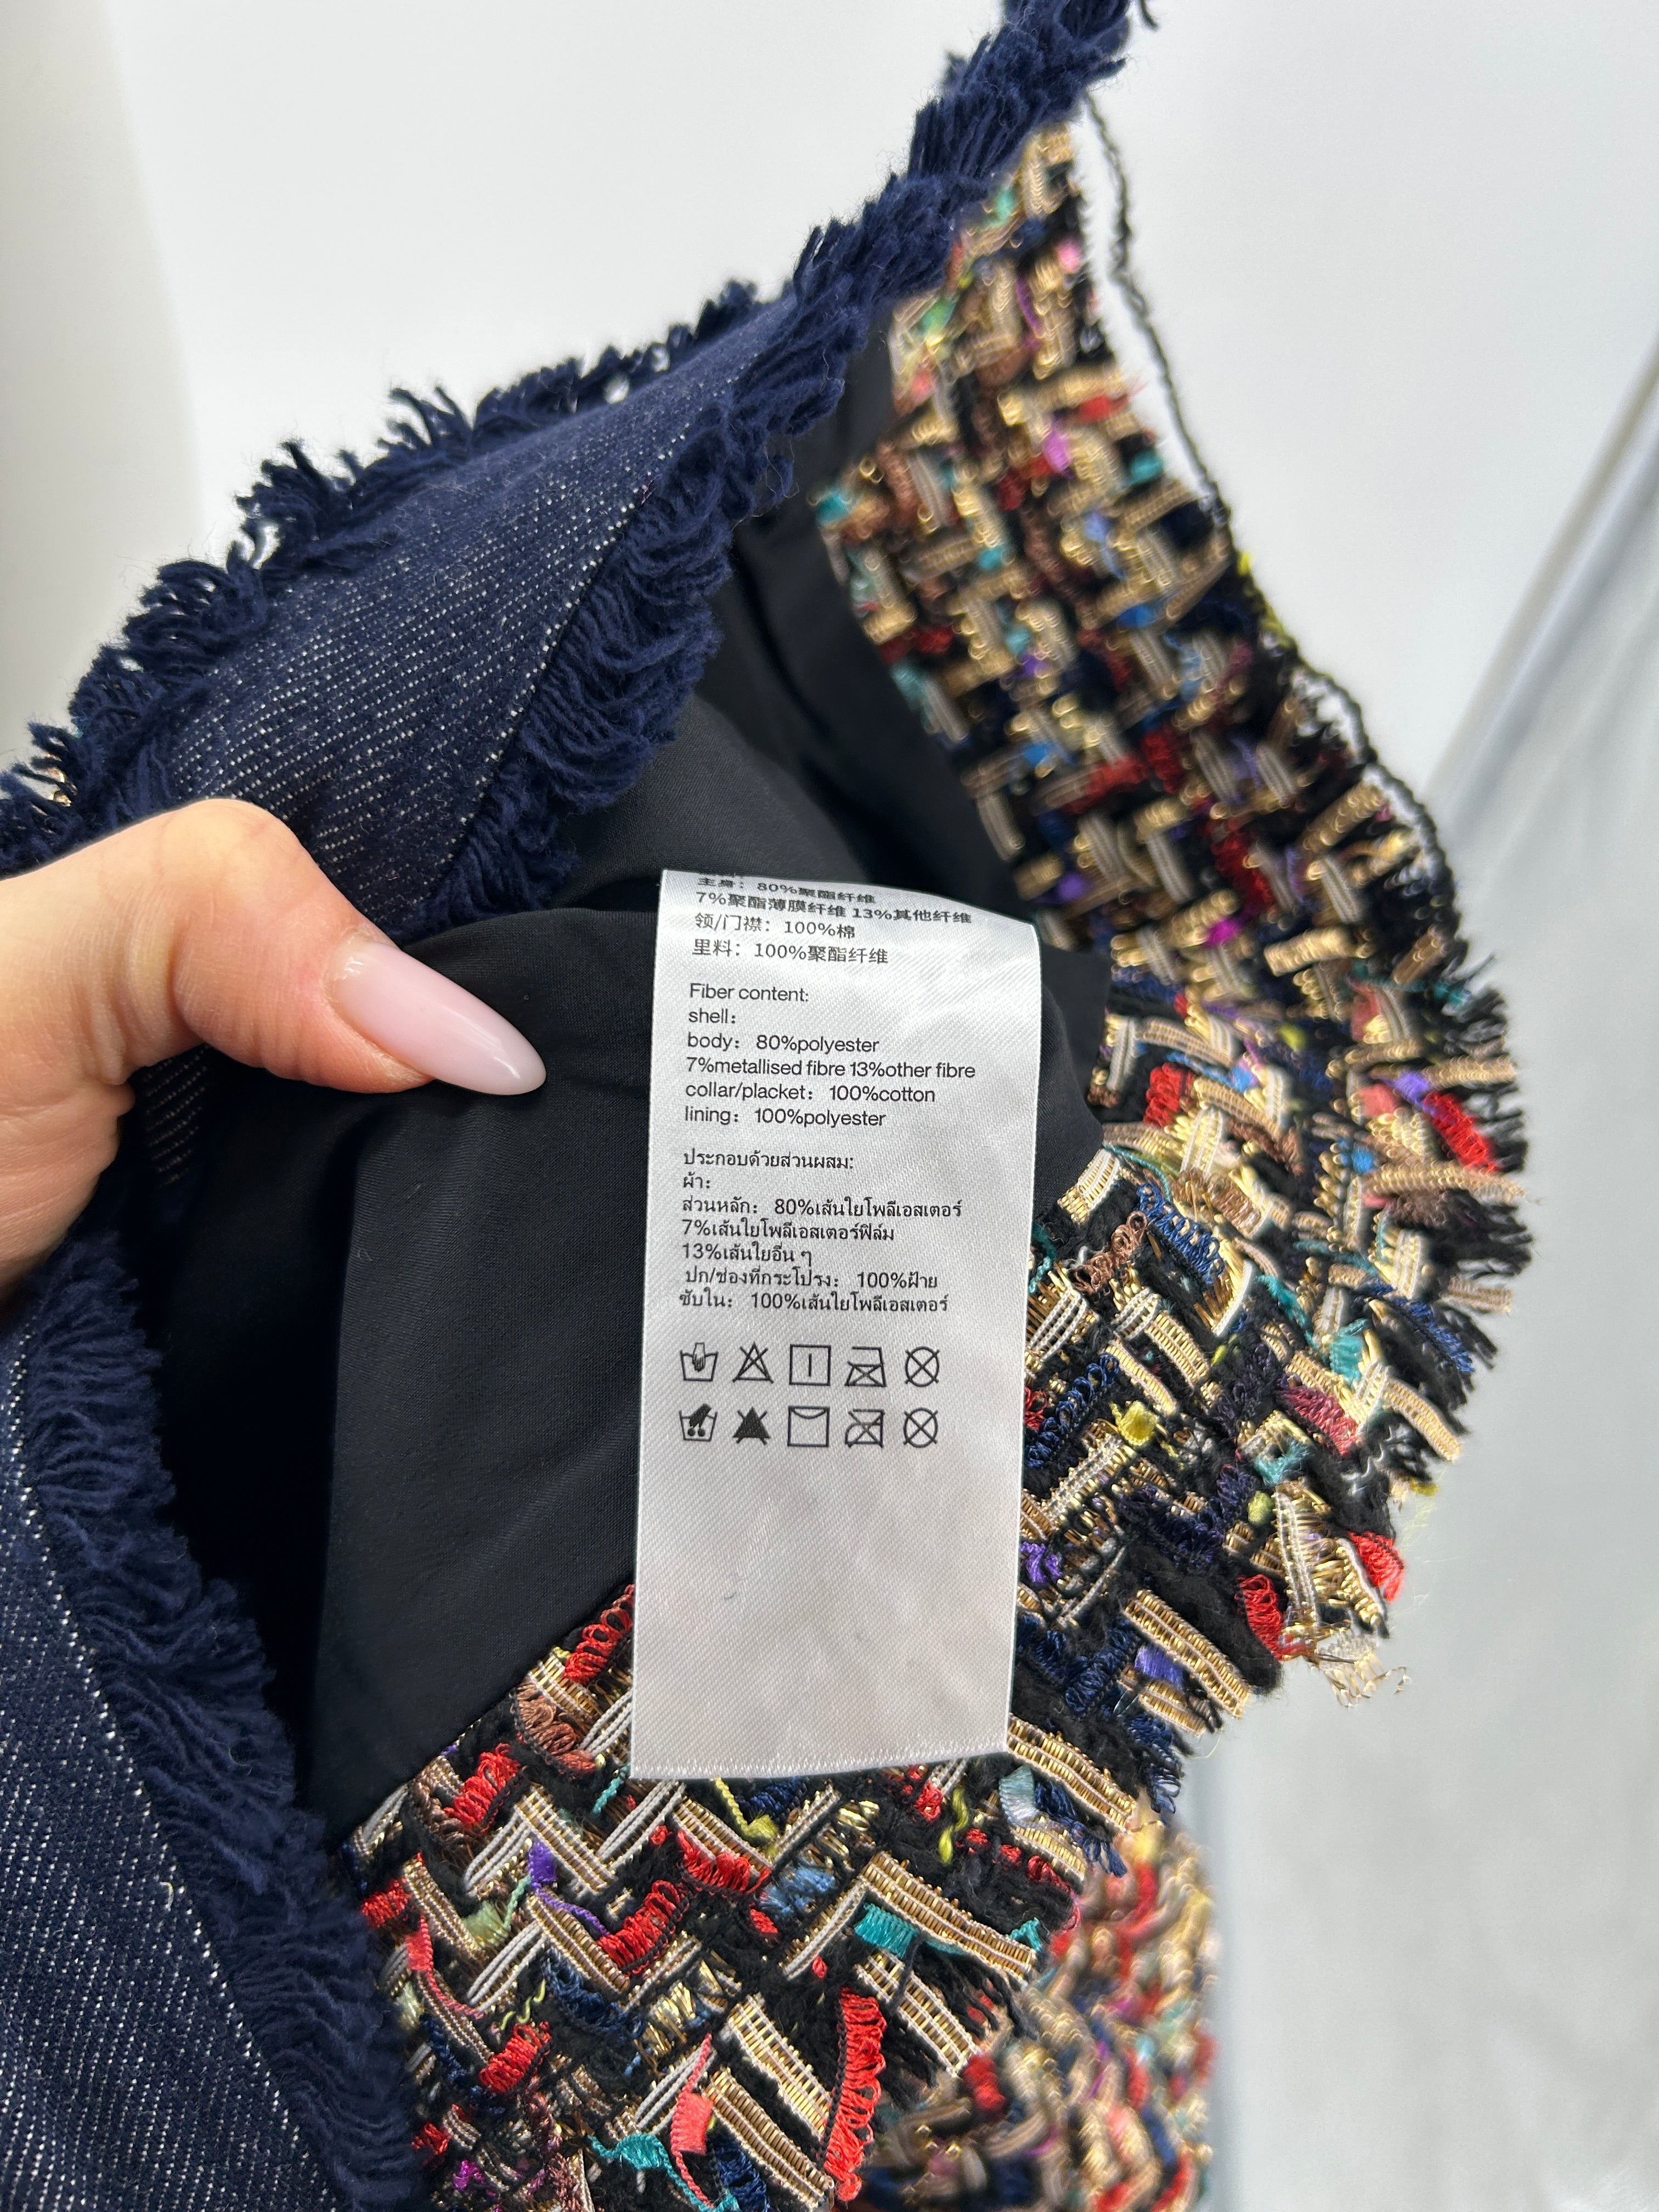 主身：80%聚酯纤维
7%聚酯薄膜纤维 13%其他纤维
领/门襟：100%棉
里料：100%聚酯纤维
Fiber content:
shell：
body： 80%polyester
7%metallised fibre 13%other fibre
collar/placket：100%cotton
lining：100%polyester
ประกอบด้วยส่วนผสม:
ผ้า：
ส่วนหลัก： 80%เส้นใยโพลีเอสเตอร์
7%เส้นใยโพลีเอสเตอร์ฟิล์ม
13%เส้นใยอื่น ๆ
ปก/ช่องที่กระโปรง： 100%ฝ้าย
ซับใน： 100%เส้นใยโพลีเอสเตอร์